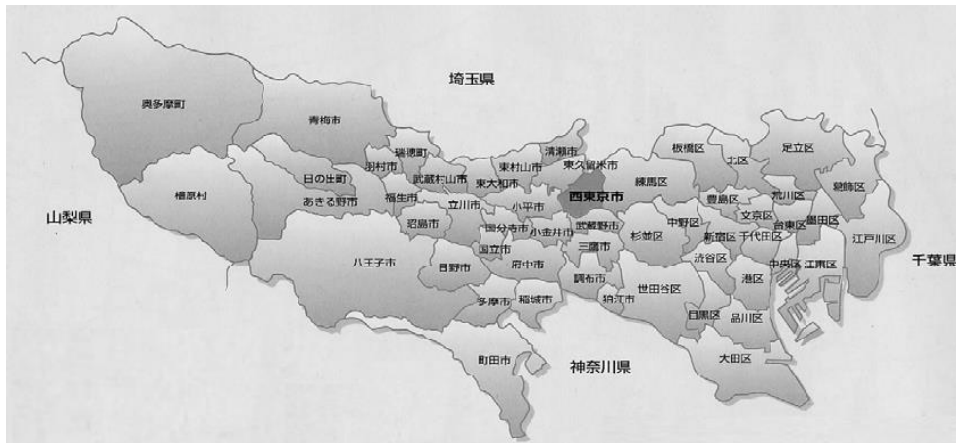 埼玉県
奥多摩町
青梅市
瑞穂町
清瀬市
板橋区
北区
足立区
羽村市
武蔵村山市
東村山市
東久留米市
日の出町
東大和市
練馬区
葛飾区
檜原村
あきる野市
福生市
立川市
小平市
西東京市
豊島区
荒川区
文京区
台東区
墨田区
山梨県
昭島市
国分寺市
小金井市
武蔵野市
杉並区
中野区
新宿区
千代田区
江戸川区
国立市
三鷹市
八王子市
日野市
府中市
渋谷区
中央区
江東区
千葉県
調布市
港区
多摩市
稲城市
狛江市
世田谷区
目黒区
品川区
町田市
神奈川県
大田区